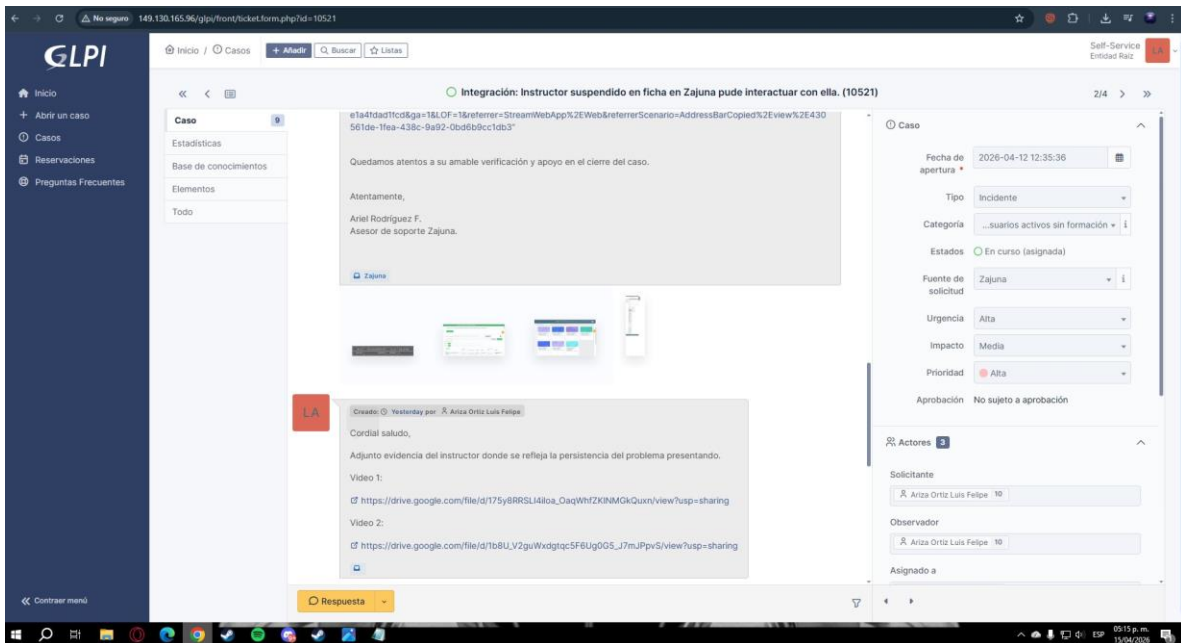 No seguro 149.130.165.96/glpi/front/ticket.form.php?id=10521
GLPI
Inicio
Abrir un caso
Casos
Reservaciones
Preguntas Frecuentes
Contraer menú
Inicio / Casos
+ Añadir
Buscar
Listas
Self-Service
Entidad Raíz
LA
Integración: Instructor suspendido en ficha en Zajuna pude interactuar con ella. (10521)
2/4
Caso 9
Estadísticas
Base de conocimientos
Elementos
Todo
e1a4fdad1fcd&ga=1&LOF=1&referrer=StreamWebApp%2EWeb&referrerScenario=AddressBarCopied%2Eview%2E430
561de-1fea-438c-9a92-0bd6b9cc1db3"
Quedamos atentos a su amable verificación y apoyo en el cierre del caso.
Atentamente,
Ariel Rodríguez F.
Asesor de soporte Zajuna.
Zajuna
LA
Creado: Yesterday por Ariza Ortiz Luis Felipe
Cordial saludo,
Adjunto evidencia del instructor donde se refleja la persistencia del problema presentando.
Video 1:
https://drive.google.com/file/d/175y8RRSLI4iloa_OaqWhfZKlNMGkQuxn/view?usp=sharing
Video 2:
https://drive.google.com/file/d/1b8U_V2guWxdgtqc5F6Ug0G5_J7mJPpvS/view?usp=sharing
Respuesta
Caso
Fecha de
apertura *
2026-04-12 12:35:36
Tipo
Incidente
Categoría
...suarios activos sin formación
Estados
En curso (asignada)
Fuente de
solicitud
Zajuna
Urgencia
Alta
Impacto
Media
Prioridad
Alta
Aprobación
No sujeto a aprobación
Actores 3
Solicitante
Ariza Ortiz Luis Felipe 10
Observador
Ariza Ortiz Luis Felipe 10
Asignado a
ESP
05:15 p. m.
15/04/2026